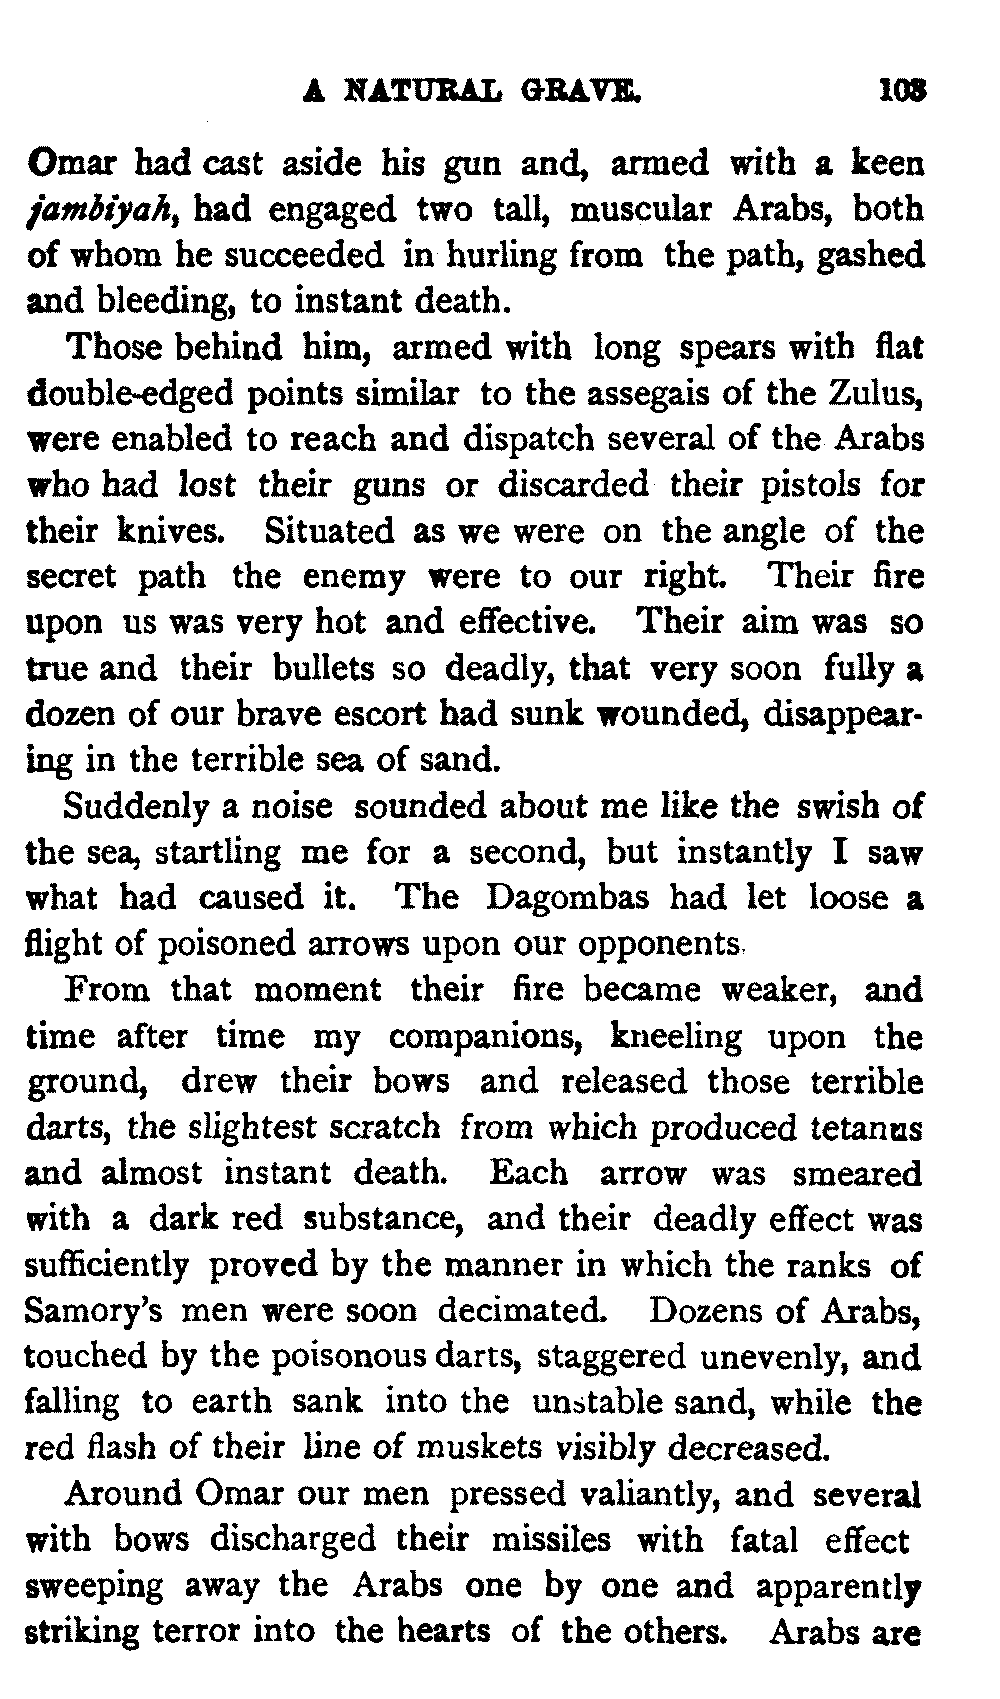 A NATURAL GRAVE. 103
Omar had cast aside his gun and, armed with a keen
jambiyah, had engaged two tall, muscular Arabs, both
of whom he succeeded in hurling from the path, gashed
and bleeding, to instant death.
Those behind him, armed with long spears with flat
double-edged points similar to the assegais of the Zulus,
were enabled to reach and dispatch several of the Arabs
who had lost their guns or discarded their pistols for
their knives. Situated as we were on the angle of the
secret path the enemy were to our right. Their fire
upon us was very hot and effective. Their aim was so
true and their bullets so deadly, that very soon fully a
dozen of our brave escort had sunk wounded, disappear-
ing in the terrible sea of sand.
Suddenly a noise sounded about me like the swish of
the sea, startling me for a second, but instantly I saw
what had caused it. The Dagombas had let loose a
flight of poisoned arrows upon our opponents.
From that moment their fire became weaker, and
time after time my companions, kneeling upon the
ground, drew their bows and released those terrible
darts, the slightest scratch from which produced tetanus
and almost instant death. Each arrow was smeared
with a dark red substance, and their deadly effect was
sufficiently proved by the manner in which the ranks of
Samory's men were soon decimated. Dozens of Arabs,
touched by the poisonous darts, staggered unevenly, and
falling to earth sank into the unstable sand, while the
red flash of their line of muskets visibly decreased.
Around Omar our men pressed valiantly, and several
with bows discharged their missiles with fatal effect
sweeping away the Arabs one by one and apparently
striking terror into the hearts of the others. Arabs are